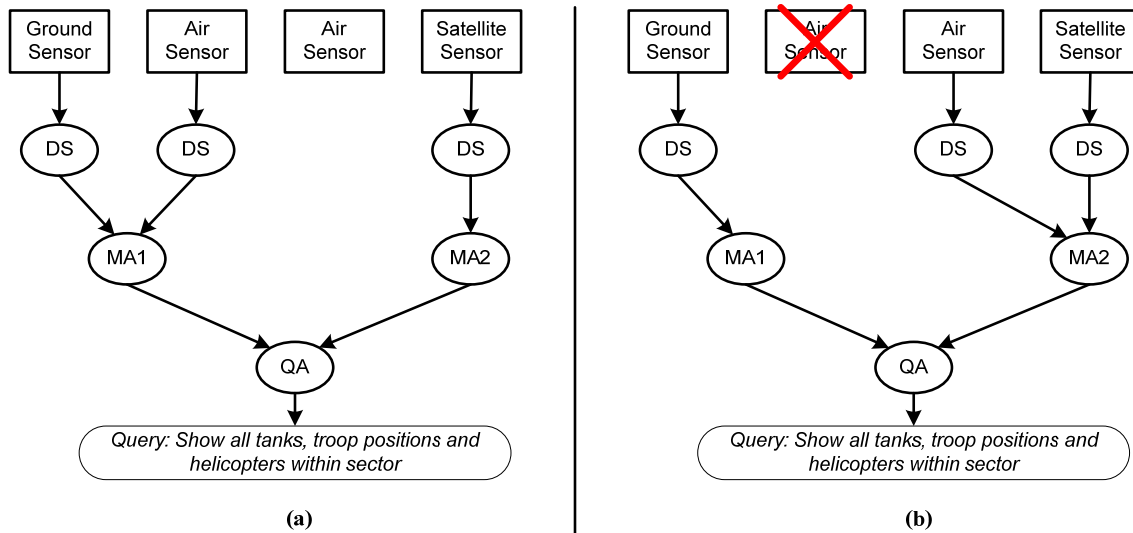 Ground
Sensor
Air
Sensor
Air
Sensor
Satellite
Sensor
DS
DS
DS
MA1
MA2
QA
Query: Show all tanks, troop positions and
helicopters within sector
(a)
Ground
Sensor
Air
Sensor
Air
Sensor
Satellite
Sensor
DS
DS
DS
MA1
MA2
QA
Query: Show all tanks, troop positions and
helicopters within sector
(b)